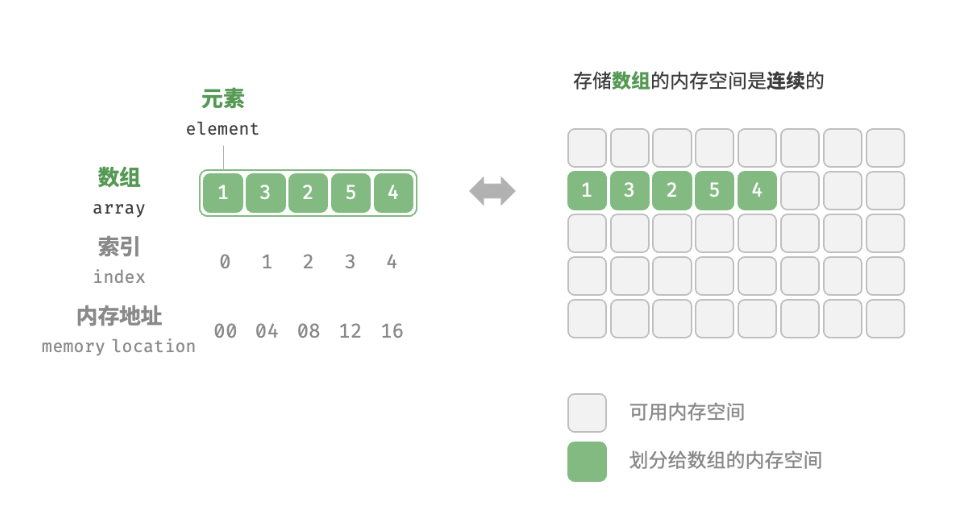 元素
element
数组
array
1 3 2 5 4
索引
index
0 1 2 3 4
内存地址
memory location
00 04 08 12 16
存储数组的内存空间是连续的
1 3 2 5 4
可用内存空间
划分给数组的内存空间